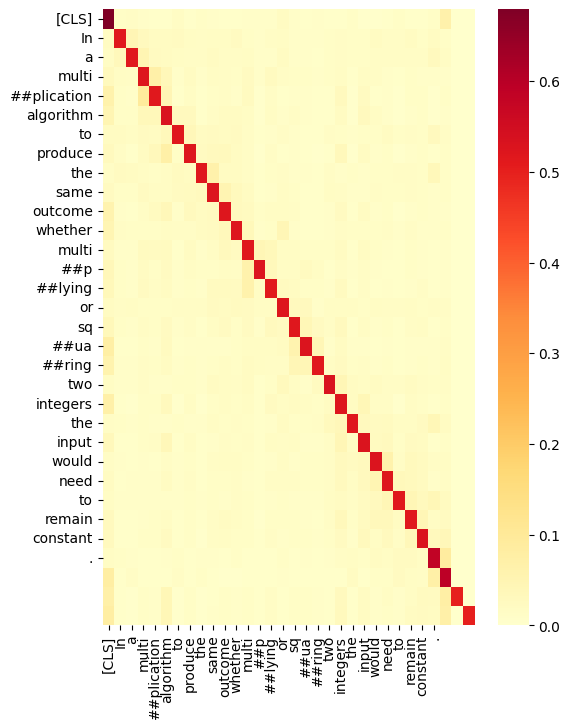 [CLS]
In
a
multi
##plication
algorithm
to
produce
the
same
outcome
whether
multi
##p
##lying
or
sq
##ua
##ring
two
integers
the
input
would
need
to
remain
constant
.
0.6
0.5
0.4
0.3
0.2
0.1
0.0
[CLS]
In
a
multi
##plication
algorithm
to
produce
the
same
outcome
whether
multi
##p
##lying
or
sq
##ua
##ring
two
integers
the
input
would
need
to
remain
constant
.